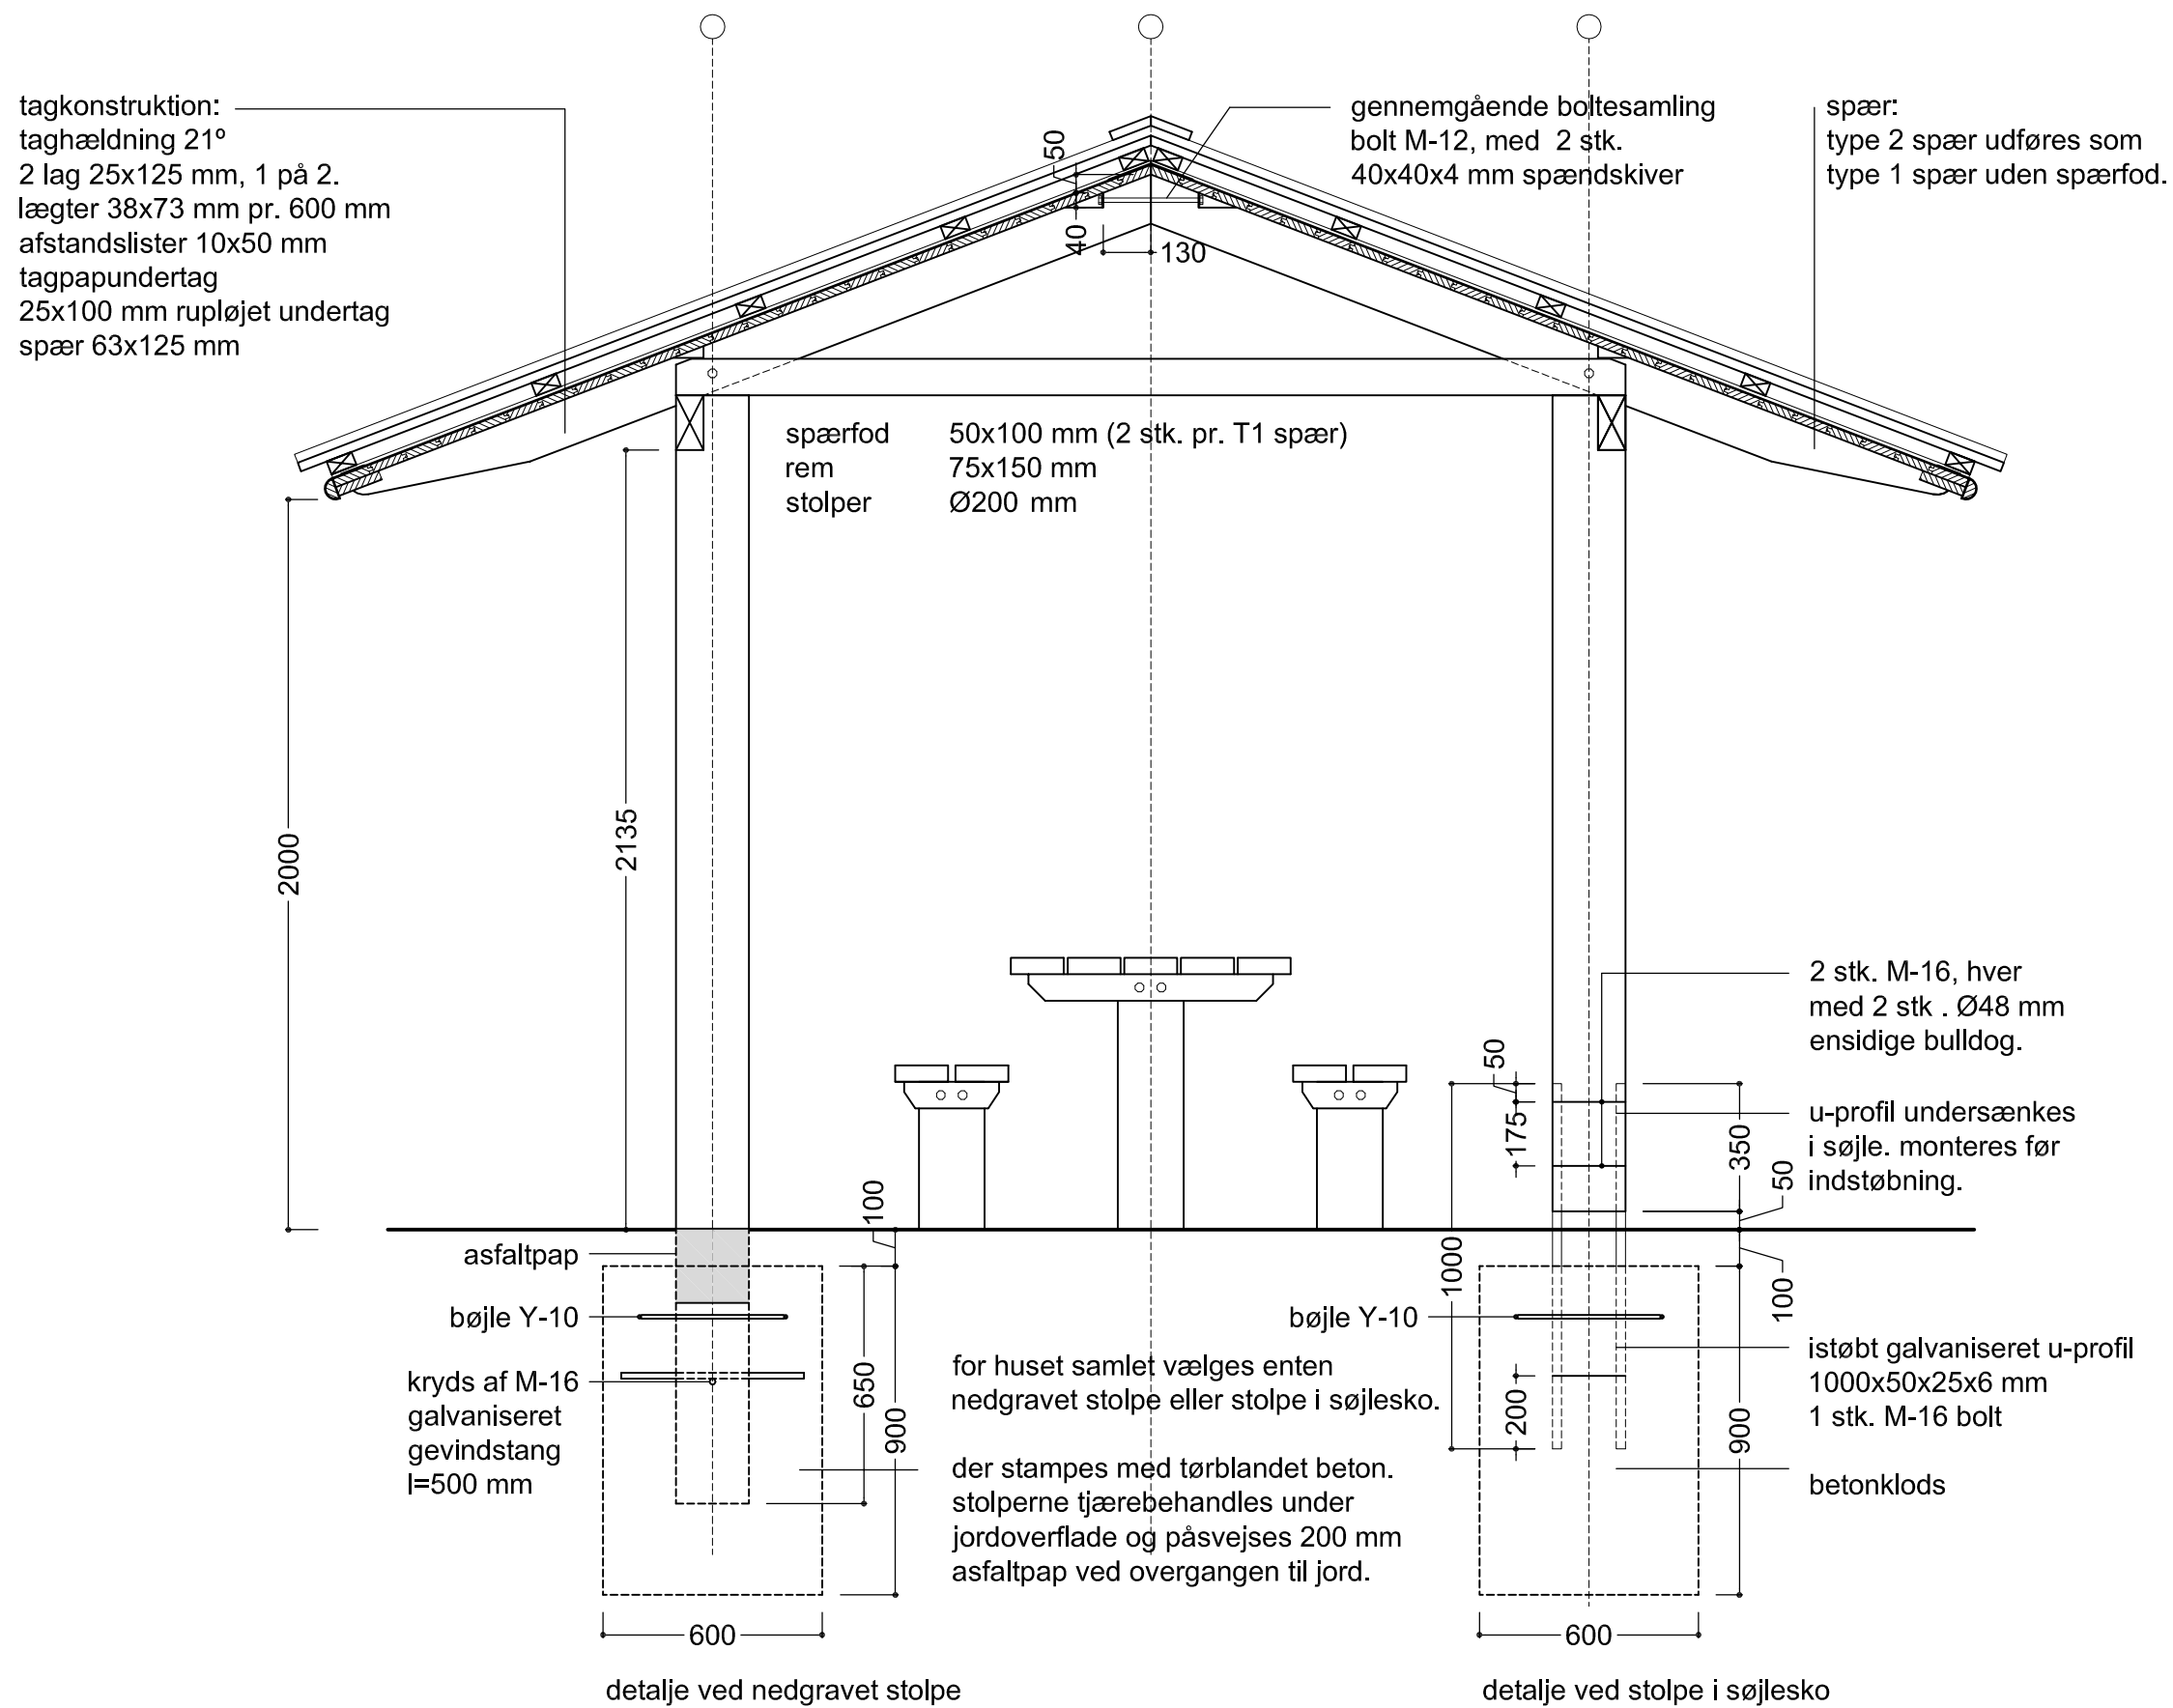 tagkonstruktion:
taghældning 21º
2 lag 25x125 mm, 1 på 2.
lægter 38x73 mm pr. 600 mm
afstandslister 10x50 mm
tagpapundertag
25x100 mm rupløjet undertag
spær 63x125 mm
gennemgående boltesamling
bolt M-12, med 2 stk.
40x40x4 mm spændskiver
spær:
type 2 spær udføres som
type 1 spær uden spærfod.
50
40
130
spærfod 50x100 mm (2 stk. pr. T1 spær)
rem 75x150 mm
stolper Ø200 mm
2000
2135
2 stk. M-16, hver
med 2 stk . Ø48 mm
ensidige bulldog.
u-profil undersænkes
i søjle. monteres før
indstøbning.
50
175
350
50
100
1000
100
asfaltpap
bøjle Y-10
kryds af M-16
galvaniseret
gevindstang
l=500 mm
650
900
for huset samlet vælges enten
nedgravet stolpe eller stolpe i søjlesko.
der stampes med tørblandet beton.
stolperne tjærebehandles under
jordoverflade og påsvejses 200 mm
asfaltpap ved overgangen til jord.
bøjle Y-10
200
900
istøbt galvaniseret u-profil
1000x50x25x6 mm
1 stk. M-16 bolt
betonklods
600
600
detalje ved nedgravet stolpe
detalje ved stolpe i søjlesko